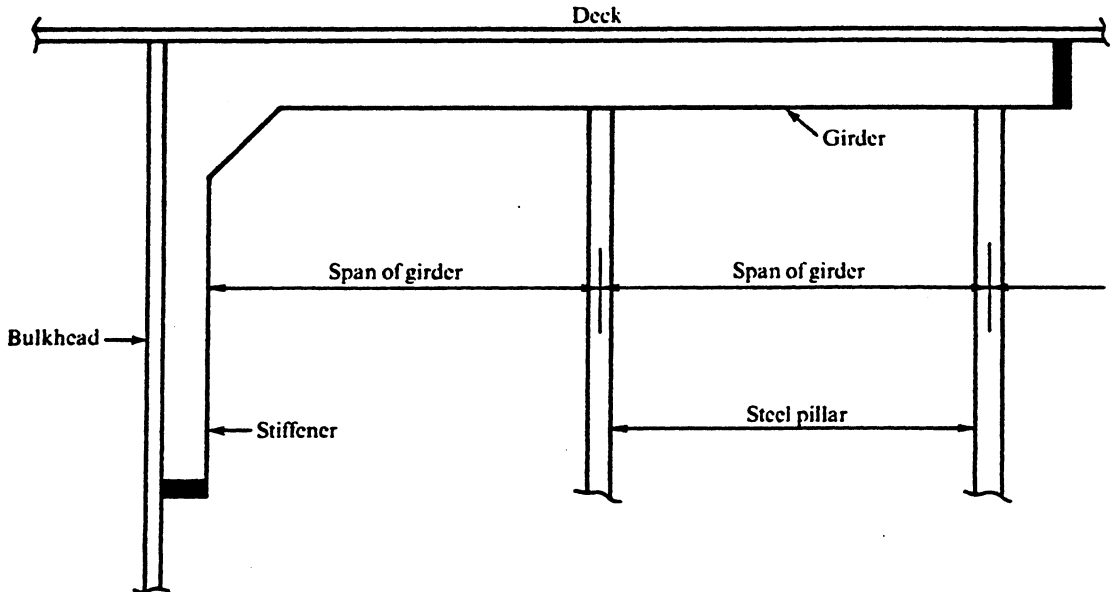 Deck
Girder
Span of girder
Span of girder
Bulkhead
Steel pillar
Stiffener